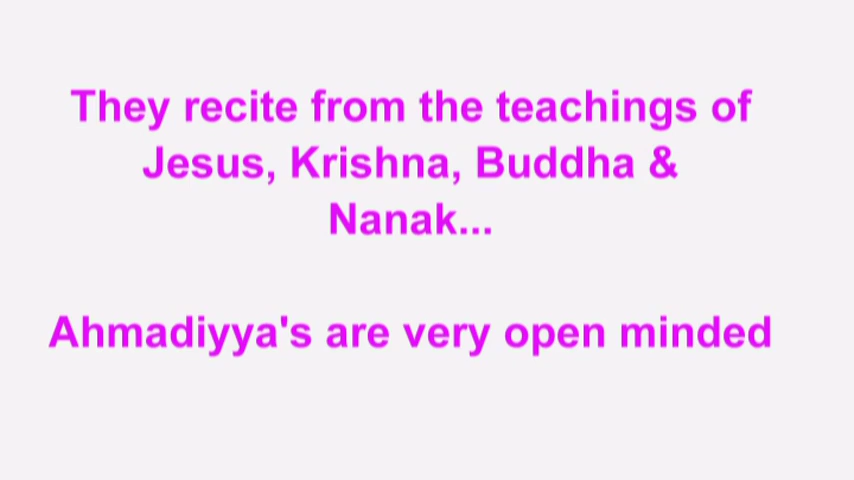 They recite from the teachings of
Jesus, Krishna, Buddha &
Nanak...
Ahmadiyya's are very open minded